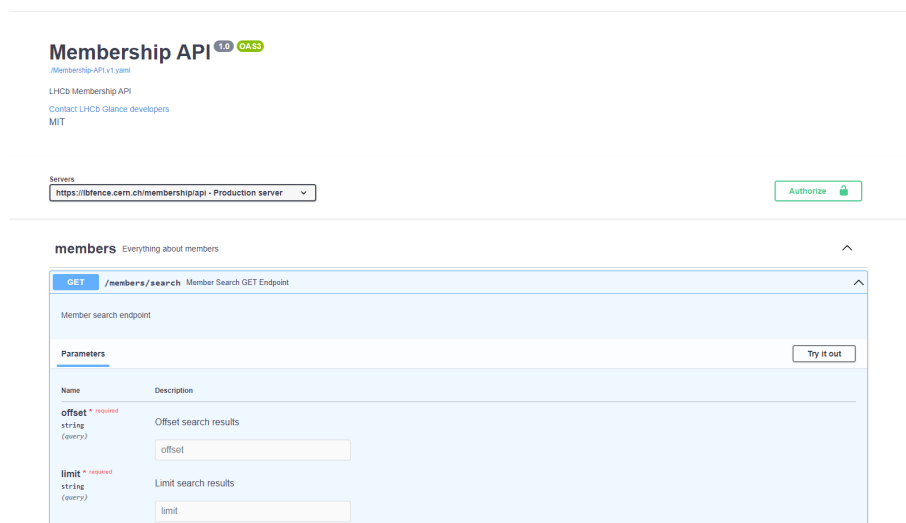 Membership API 1.0 OAS3
./Membership-API.v1.yaml
LHCb Membership API
Contact LHCb Glance developers
MIT
Servers
https://lbfence.cern.ch/membership/api - Production server
Authorize
members Everything about members
GET /members/search Member Search GET Endpoint
Member search endpoint
Parameters
Try it out
Name Description
offset * required
string
(query)
Offset search results
offset
limit * required
string
(query)
Limit search results
limit